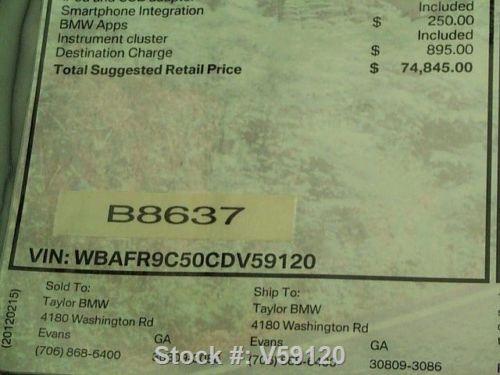 Smartphone Integration Included
BMW Apps $ 250.00
Instrument cluster Included
Destination Charge $ 895.00
Total Suggested Retail Price $ 74,845.00
B8637
VIN: WBAFR9C50CDV59120
Sold To:
Taylor BMW
4180 Washington Rd
Evans GA
(706) 868-6400
Ship To:
Taylor BMW
4180 Washington Rd
Evans GA
30809-3086
(20120215)
Stock #: V59120